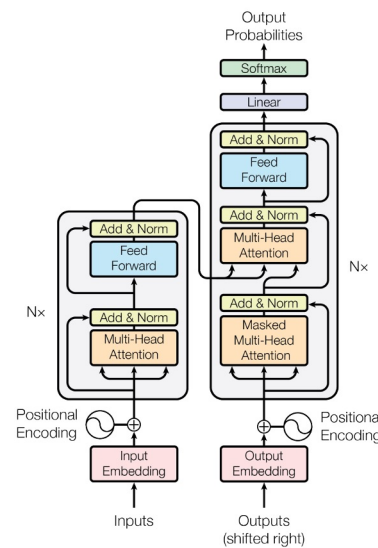 Output
Probabilities
Softmax
Linear
Add & Norm
Feed
Forward
Add & Norm
Multi-Head
Attention
Add & Norm
Masked
Multi-Head
Attention
Nx
Add & Norm
Feed
Forward
Add & Norm
Multi-Head
Attention
Nx
Positional
Encoding
Input
Embedding
Inputs
Positiona
Encoding
Output
Embedding
Outputs
(shifted right)